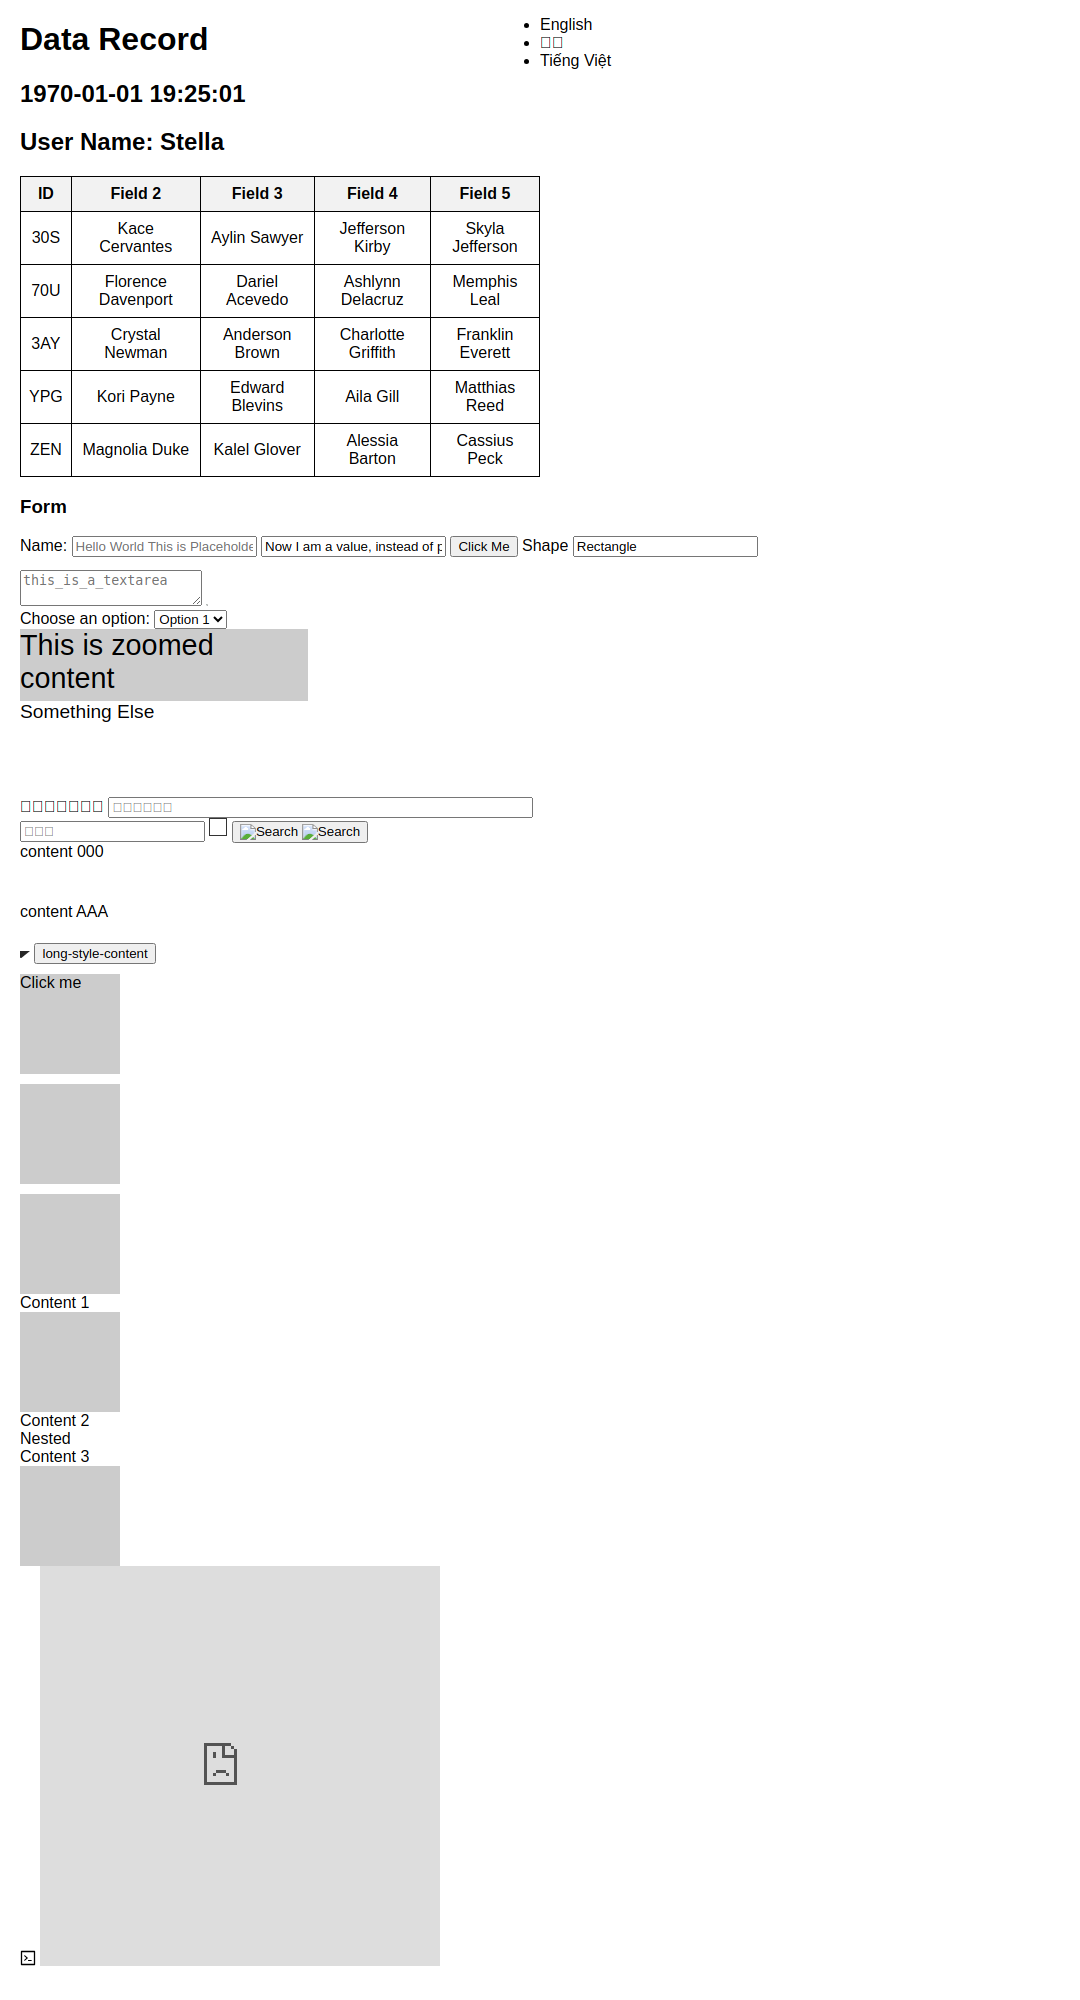 Data Record
English
Tiếng Việt
1970-01-01 19:25:01
User Name: Stella
ID Field 2 Field 3 Field 4 Field 5
30S Kace Cervantes Aylin Sawyer Jefferson Kirby Skyla Jefferson
70U Florence Davenport Dariel Acevedo Ashlynn Delacruz Memphis Leal
3AY Crystal Newman Anderson Brown Charlotte Griffith Franklin Everett
YPG Kori Payne Edward Blevins Aila Gill Matthias Reed
ZEN Magnolia Duke Kalel Glover Alessia Barton Cassius Peck
Form
Name: Hello World This is Placeholde Now I am a value, instead of p Click Me Shape Rectangle
this_is_a_textarea
Choose an option: Option 1
This is zoomed
content
Something Else
Search Search
content 000
content AAA
long-style-content
Click me
Content 1
Content 2
Nested
Content 3